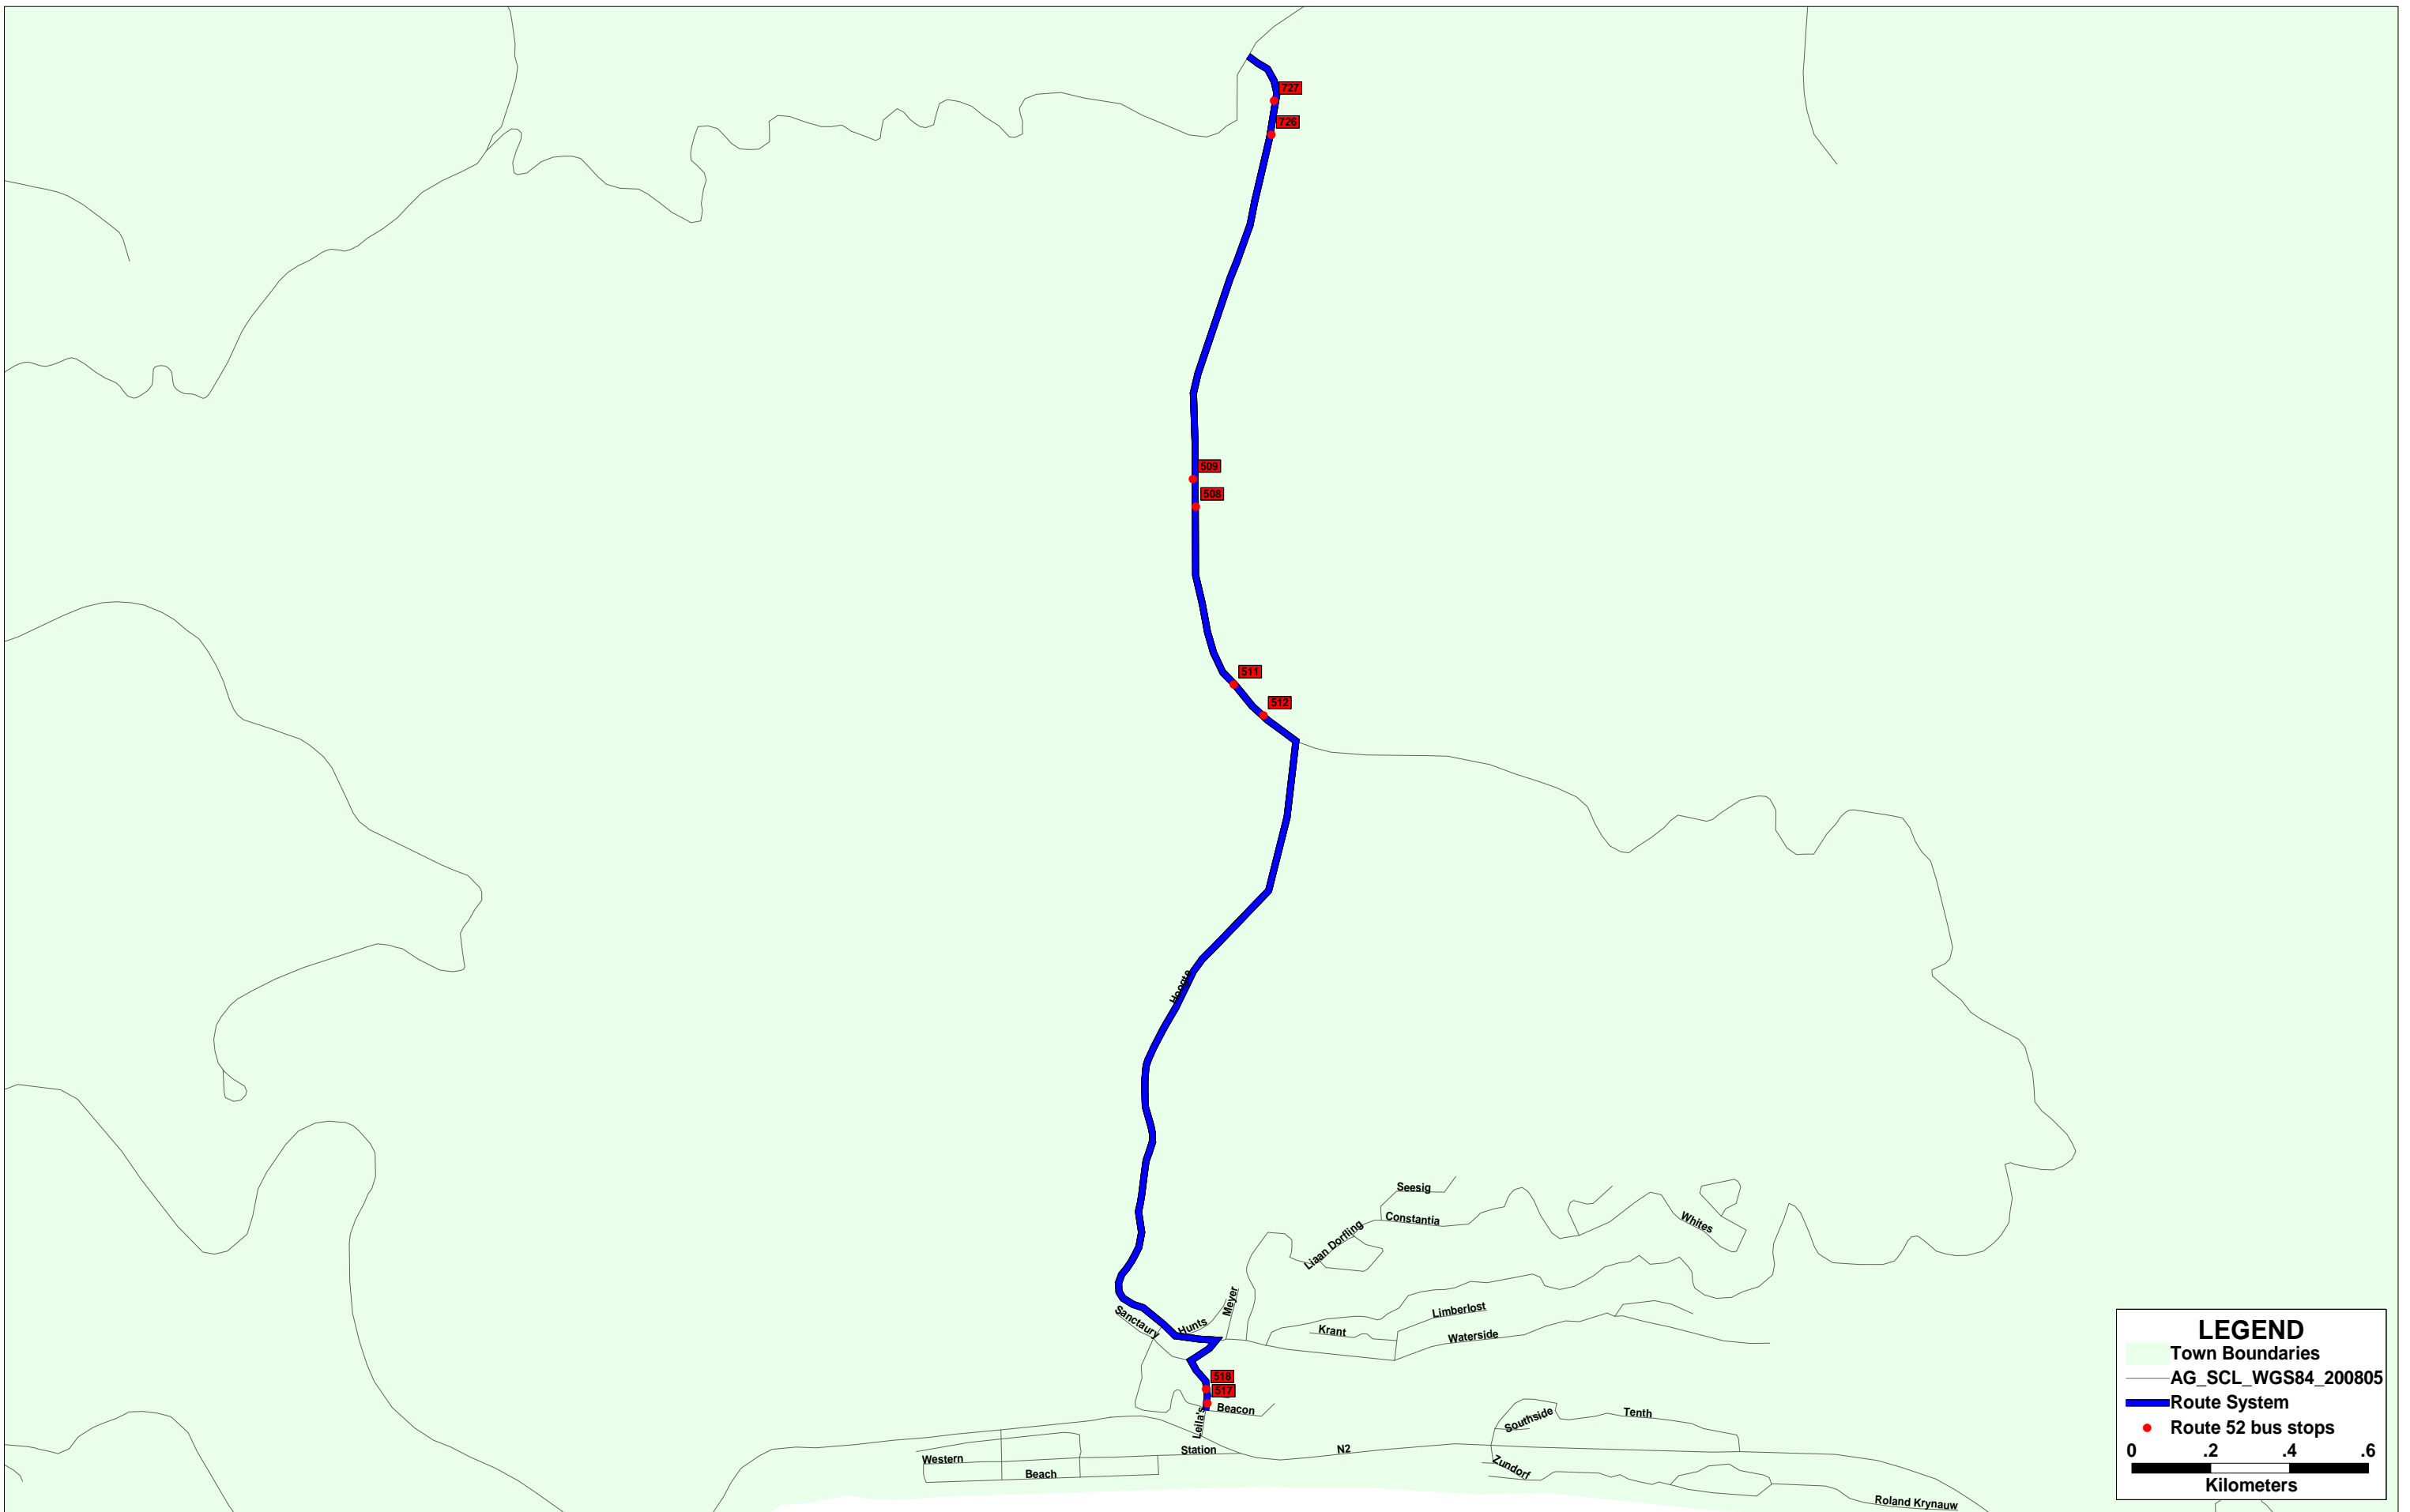 727
726
509
508
511
512
Hoogte
Seesig
Constantia
Liaan Dorfling
Whites
Meyer
Limberlost
Sanctaury
Hunts
Krant
Waterside
518
517
Beacon
Leila's
Southside
Tenth
Station
N2
Western
Beach
Zundorf
Roland Krynauw
LEGEND
Town Boundaries
AG_SCL_WGS84_200805
Route System
Route 52 bus stops
0 .2 .4 .6
Kilometers